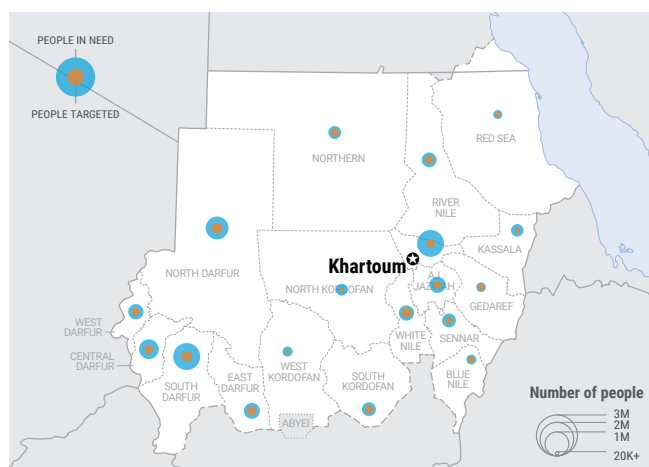 PEOPLE IN NEED
PEOPLE TARGETED
RED SEA
NORTHERN
RIVER
NILE
KASSALA
NORTH DARFUR
Khartoum
AJ
JAZIRAH
NORTH KORDOFAN
GEDAREF
WEST
DARFUR
WHITE
NILE
SENNAR
CENTRAL
DARFUR
WEST
KORDOFAN
SOUTH
KORDOFAN
BLUE
NILE
EAST
DARFUR
SOUTH
DARFUR
ABYEI
Number of people
3M
2M
1M
20K+